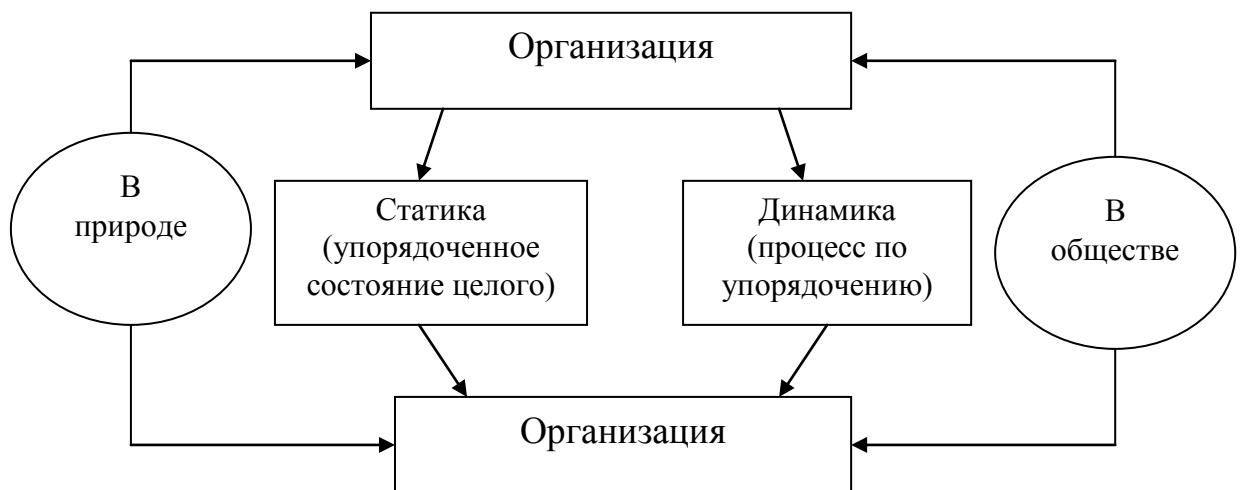 Организация
В
природе
Статика
(упорядоченное
состояние целого)
Динамика
(процесс по
упорядочению)
В
обществе
Организация